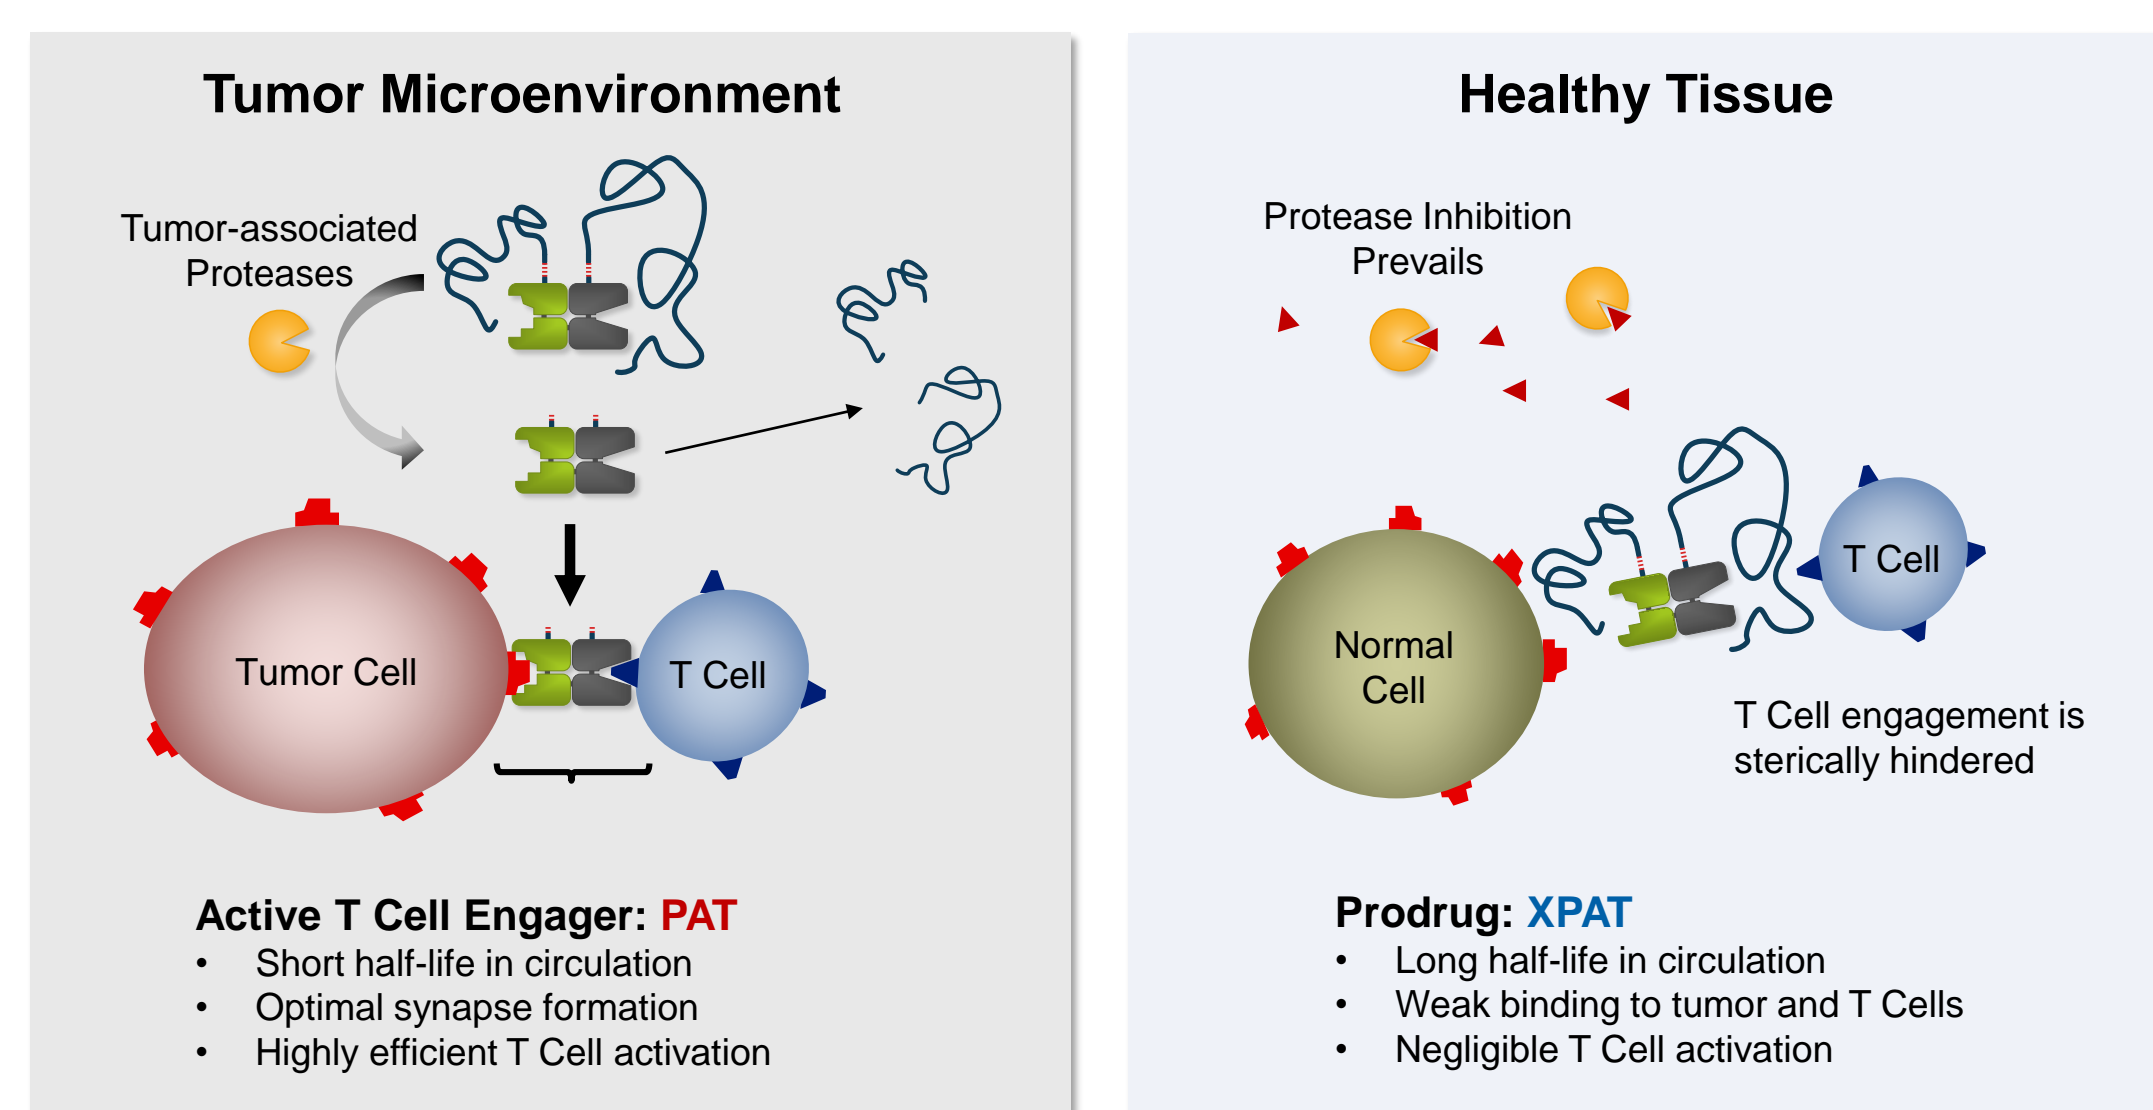 Tumor Microenvironment
Tumor-associated
Proteases
Tumor Cell
T Cell
Active T Cell Engager: PAT
• Short half-life in circulation
• Optimal synapse formation
• Highly efficient T Cell activation
Healthy Tissue
Protease Inhibition
Prevails
T Cell
Normal
Cell
T Cell engagement is
sterically hindered
Prodrug: XPAT
• Long half-life in circulation
• Weak binding to tumor and T Cells
• Negligible T Cell activation